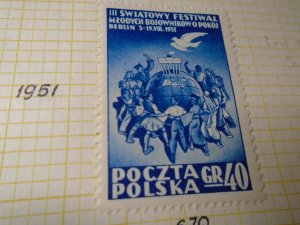 1951
III ŚWIATOWY FESTIWAL
MŁODYCH BOJOWNIKÓW O POKÓJ
BERLIN 5-19.VIII.1951
POCZTA
POLSKA GR 40